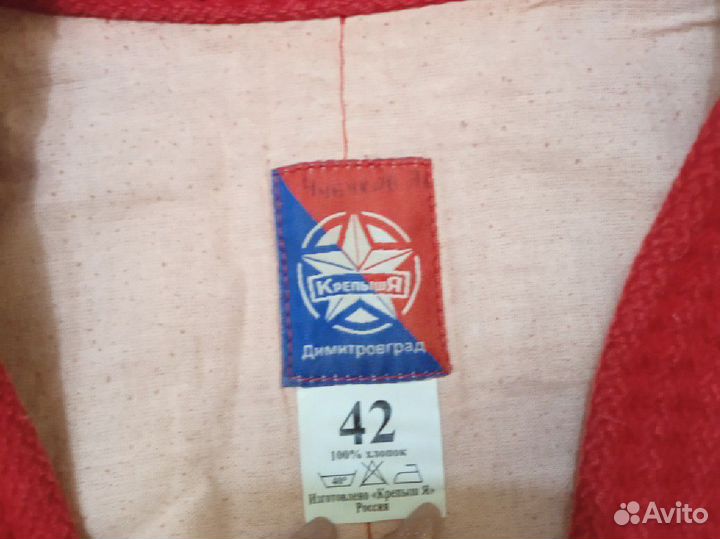 КРЕПЫШЯ
Димитровград
42
100% хлопок
40°
Изготовлено «Крепыш Я»
Россия
Avito